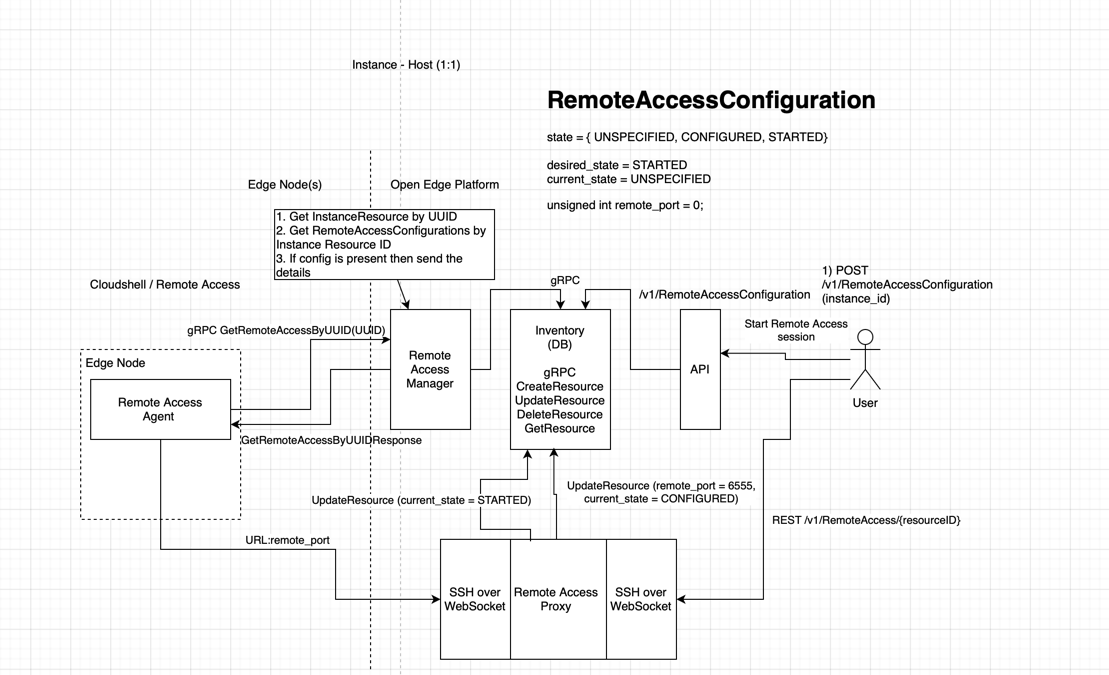 Instance - Host (1:1)
RemoteAccessConfiguration
state = { UNSPECIFIED, CONFIGURED, STARTED}
desired_state = STARTED
current_state = UNSPECIFIED
unsigned int remote_port = 0;
Edge Node(s)
Open Edge Platform
1. Get InstanceResource by UUID
2. Get RemoteAccessConfigurations by
Instance Resource ID
3. If config is present then send the
details
Cloudshell / Remote Access
gRPC
/v1/RemoteAccessConfiguration
1) POST
/v1/RemoteAccessConfiguration
(instance_id)
gRPC GetRemoteAccessByUUID(UUID)
Start Remote Access
session
Edge Node
Remote Access
Agent
Remote
Access
Manager
Inventory
(DB)
gRPC
CreateResource
UpdateResource
DeleteResource
GetResource
API
User
GetRemoteAccessByUUIDResponse
UpdateResource (current_state = STARTED)
UpdateResource (remote_port = 6555,
current_state = CONFIGURED)
REST /v1/RemoteAccess/{resourceID}
URL:remote_port
SSH over
WebSocket
Remote Access
Proxy
SSH over
WebSocket